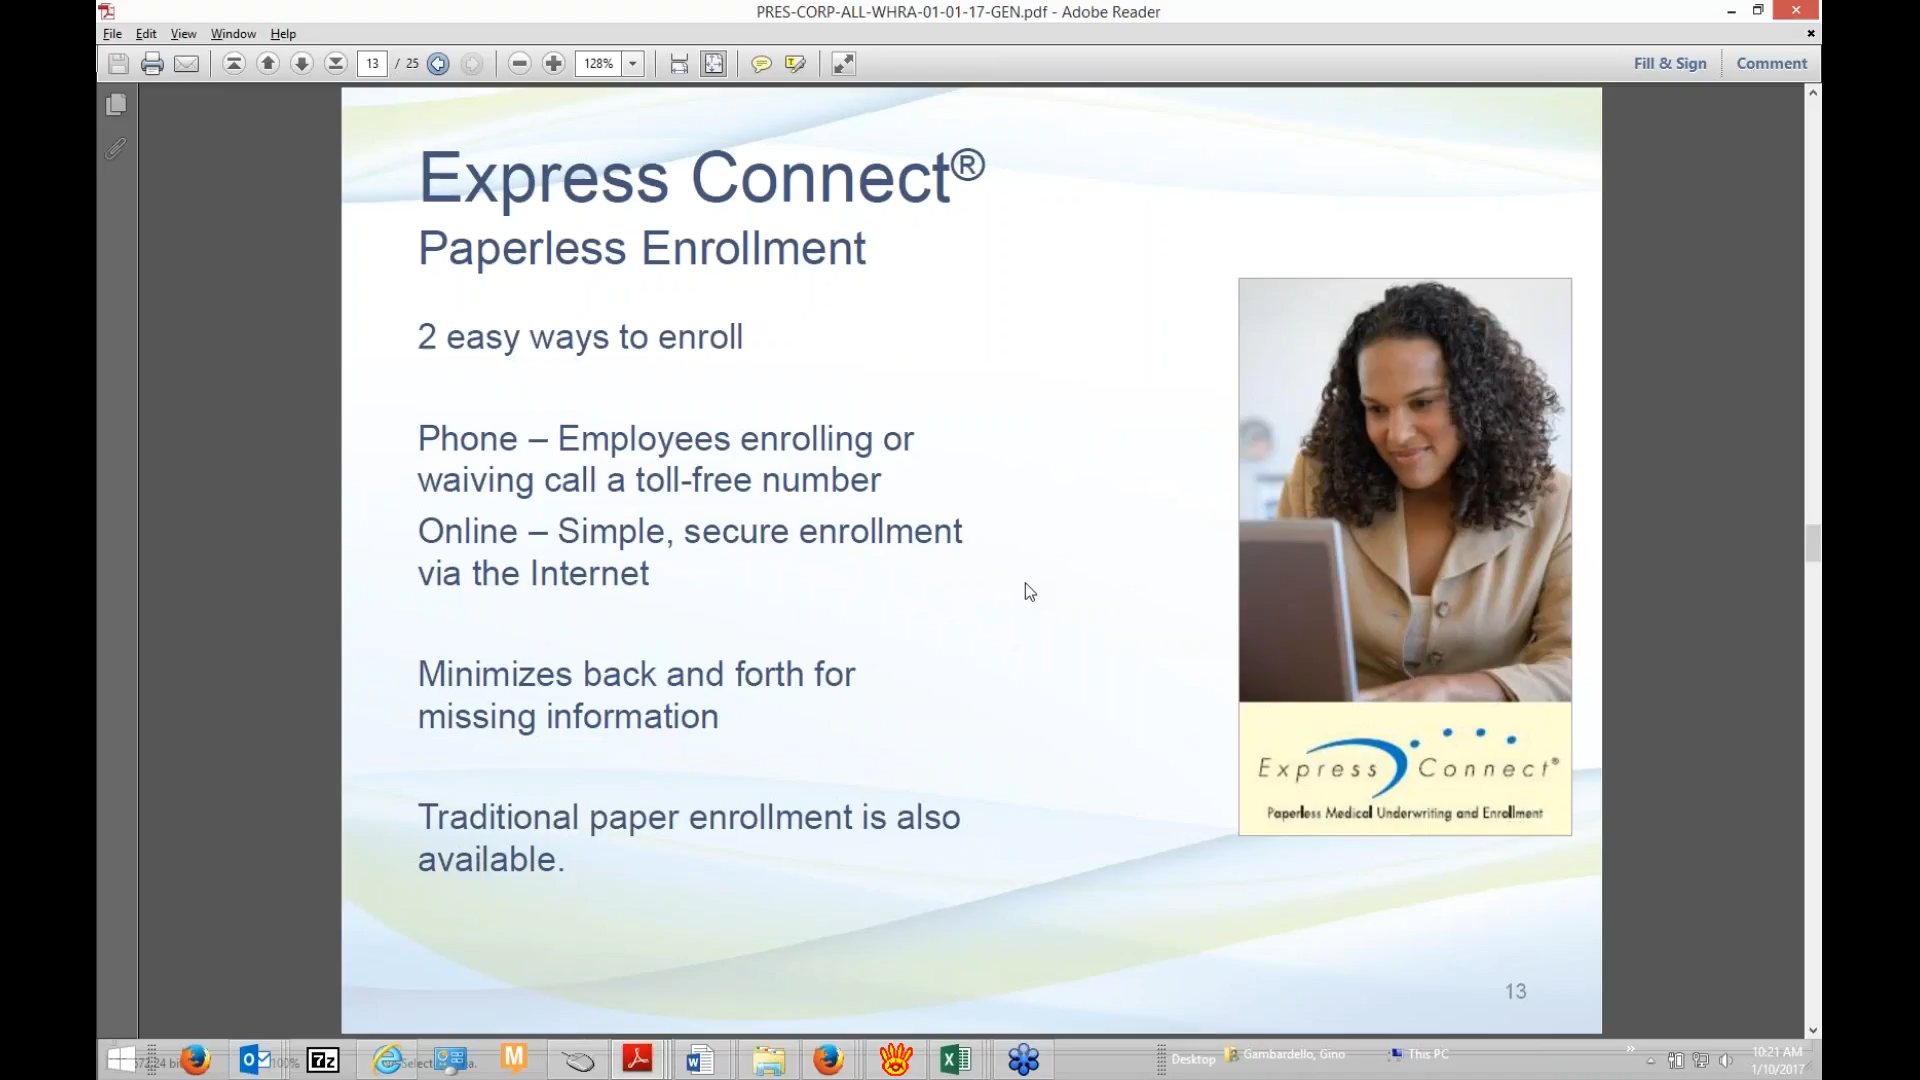 PRES-CORP-ALL-WHRA-01-01-17-GEN.pdf - Adobe Reader
File Edit View Window Help
13 / 25 128% Fill & Sign Comment
Express Connect®
Paperless Enrollment
2 easy ways to enroll
Phone – Employees enrolling or
waiving call a toll-free number
Online – Simple, secure enrollment
via the Internet
Minimizes back and forth for
missing information
Traditional paper enrollment is also
available.
Express Connect®
Paperless Medical Underwriting and Enrollment
13
Desktop Gambardello, Gino This PC 10:21 AM
1/10/2017